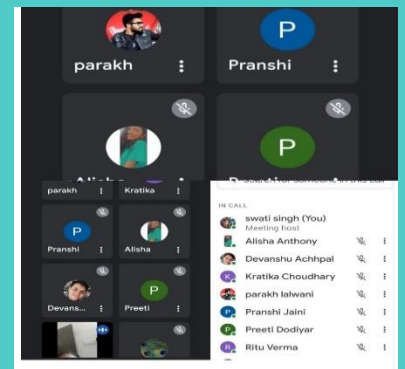 P
parakh
Pranshi
P
parakh
Kratika
P
Pranshi
Alisha
P
Devans...
Preeti
IN CALL
swati singh (You)
Meeting host
Alisha Anthony
Devanshu Achhpal
K
Kratika Choudhary
parakh lalwani
P
Pranshi Jaini
P
Preeti Dodiyar
R
Ritu Verma